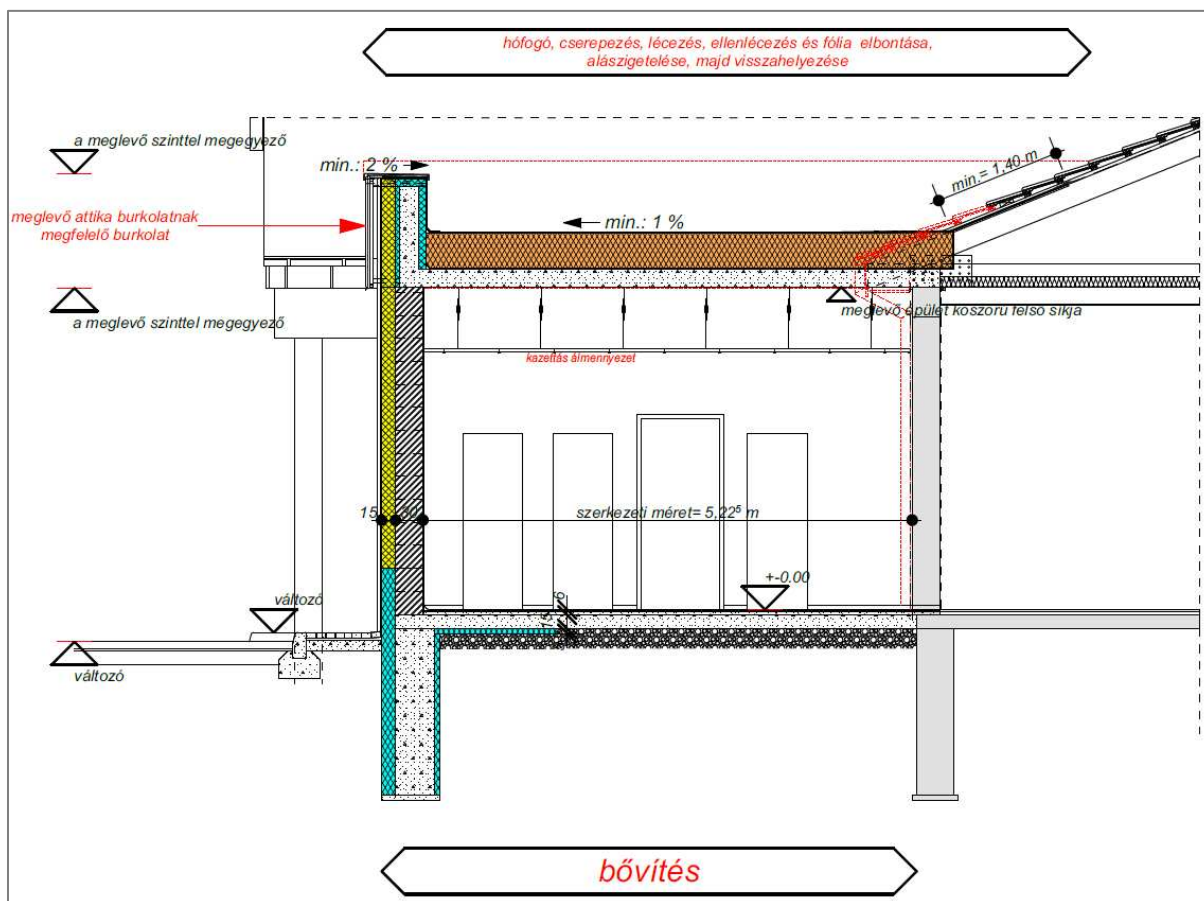 hófogó, cserepezés, lécezés, ellenlécezés és fólia elbontása,
alászigetelése, majd visszahelyezése
a meglevő szinttel megegyező
min.: 2 %
min.= 1,40 m
meglevő attika burkolatnak
megfelelő burkolat
min.: 1 %
a meglevő szinttel megegyező
meglevő épület koszorú felső síkja
kazettás álmennyezet
15
30
szerkezeti méret= 5,22⁵ m
+-0.00
változó
15
6
változó
bővítés